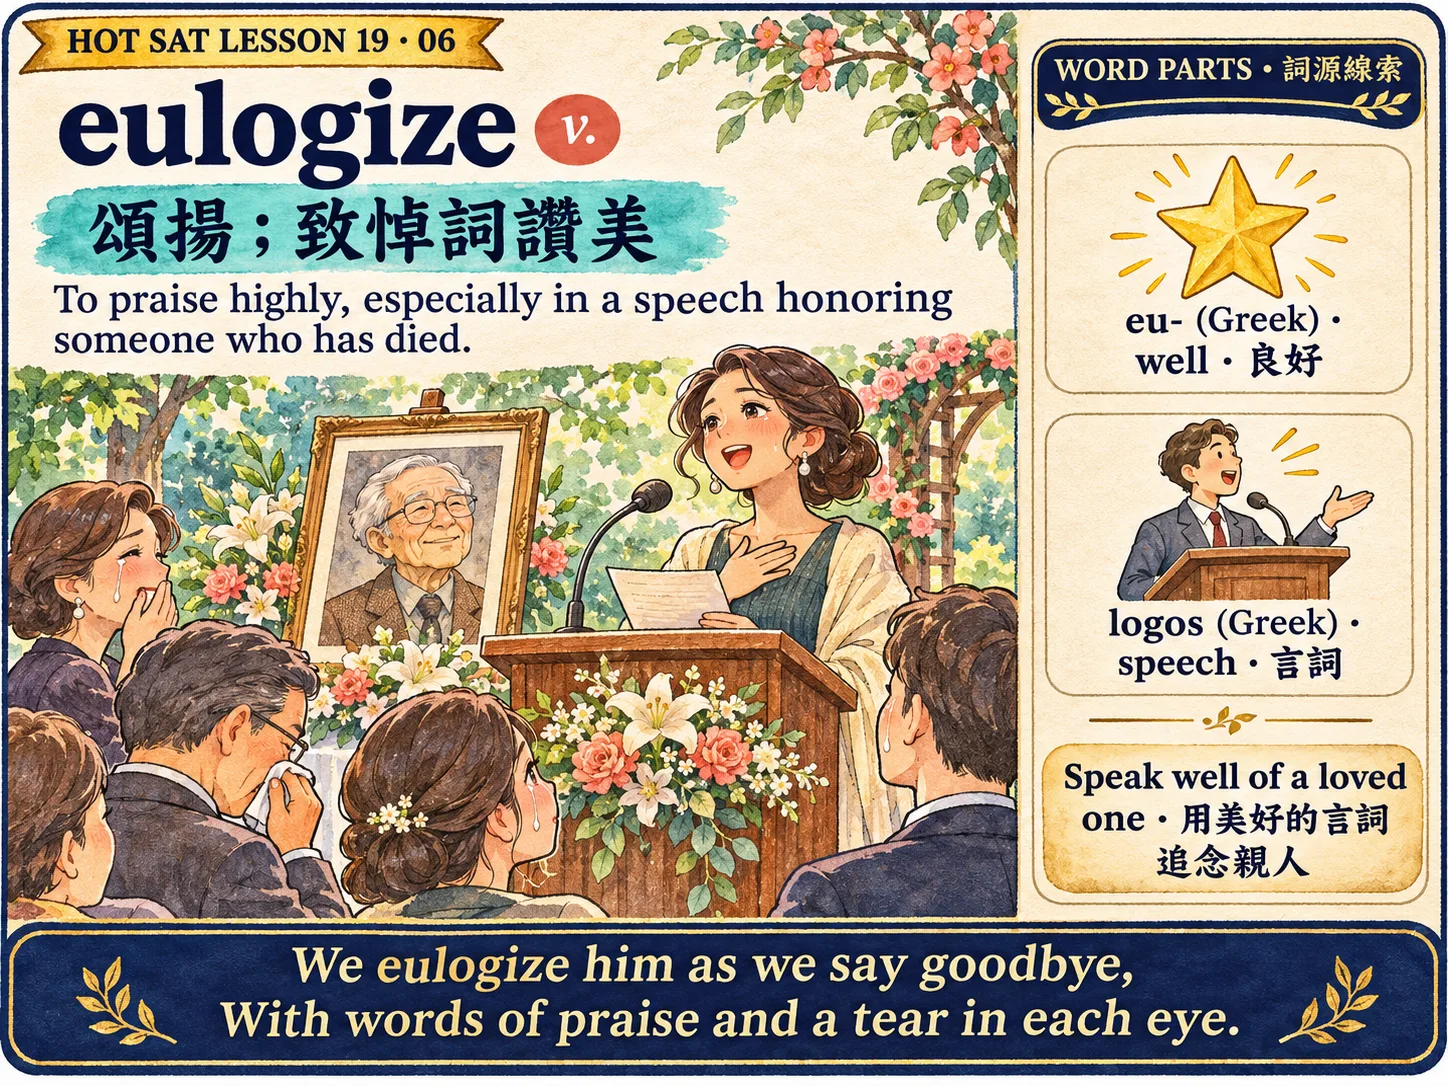 HOT SAT LESSON 19 · 06
eulogize v.
頌揚；致悼詞讚美
To praise highly, especially in a speech honoring
someone who has died.
WORD PARTS · 詞源線索
eu- (Greek) ·
well · 良好
logos (Greek) ·
speech · 言詞
Speak well of a loved
one · 用美好的言詞
追念親人
We eulogize him as we say goodbye,
With words of praise and a tear in each eye.